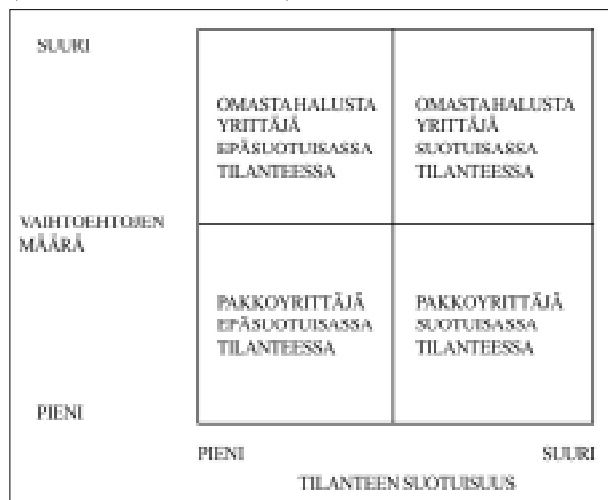 SUURI
OMASTA HALUSTA
YRITTÄJÄ
EPÄSUOTUISASSA
TILANTEESSA
OMASTA HALUSTA
YRITTÄJÄ
SUOTUISASSA
TILANTEESSA
VAIHTOEHTOJEN
MÄÄRÄ
PAKKOYRITTÄJÄ
EPÄSUOTUISASSA
TILANTEESSA
PAKKOYRITTÄJÄ
SUOTUISASSA
TILANTEESSA
PIENI
PIENI
SUURI
TILANTEEN SUOTUISUUS